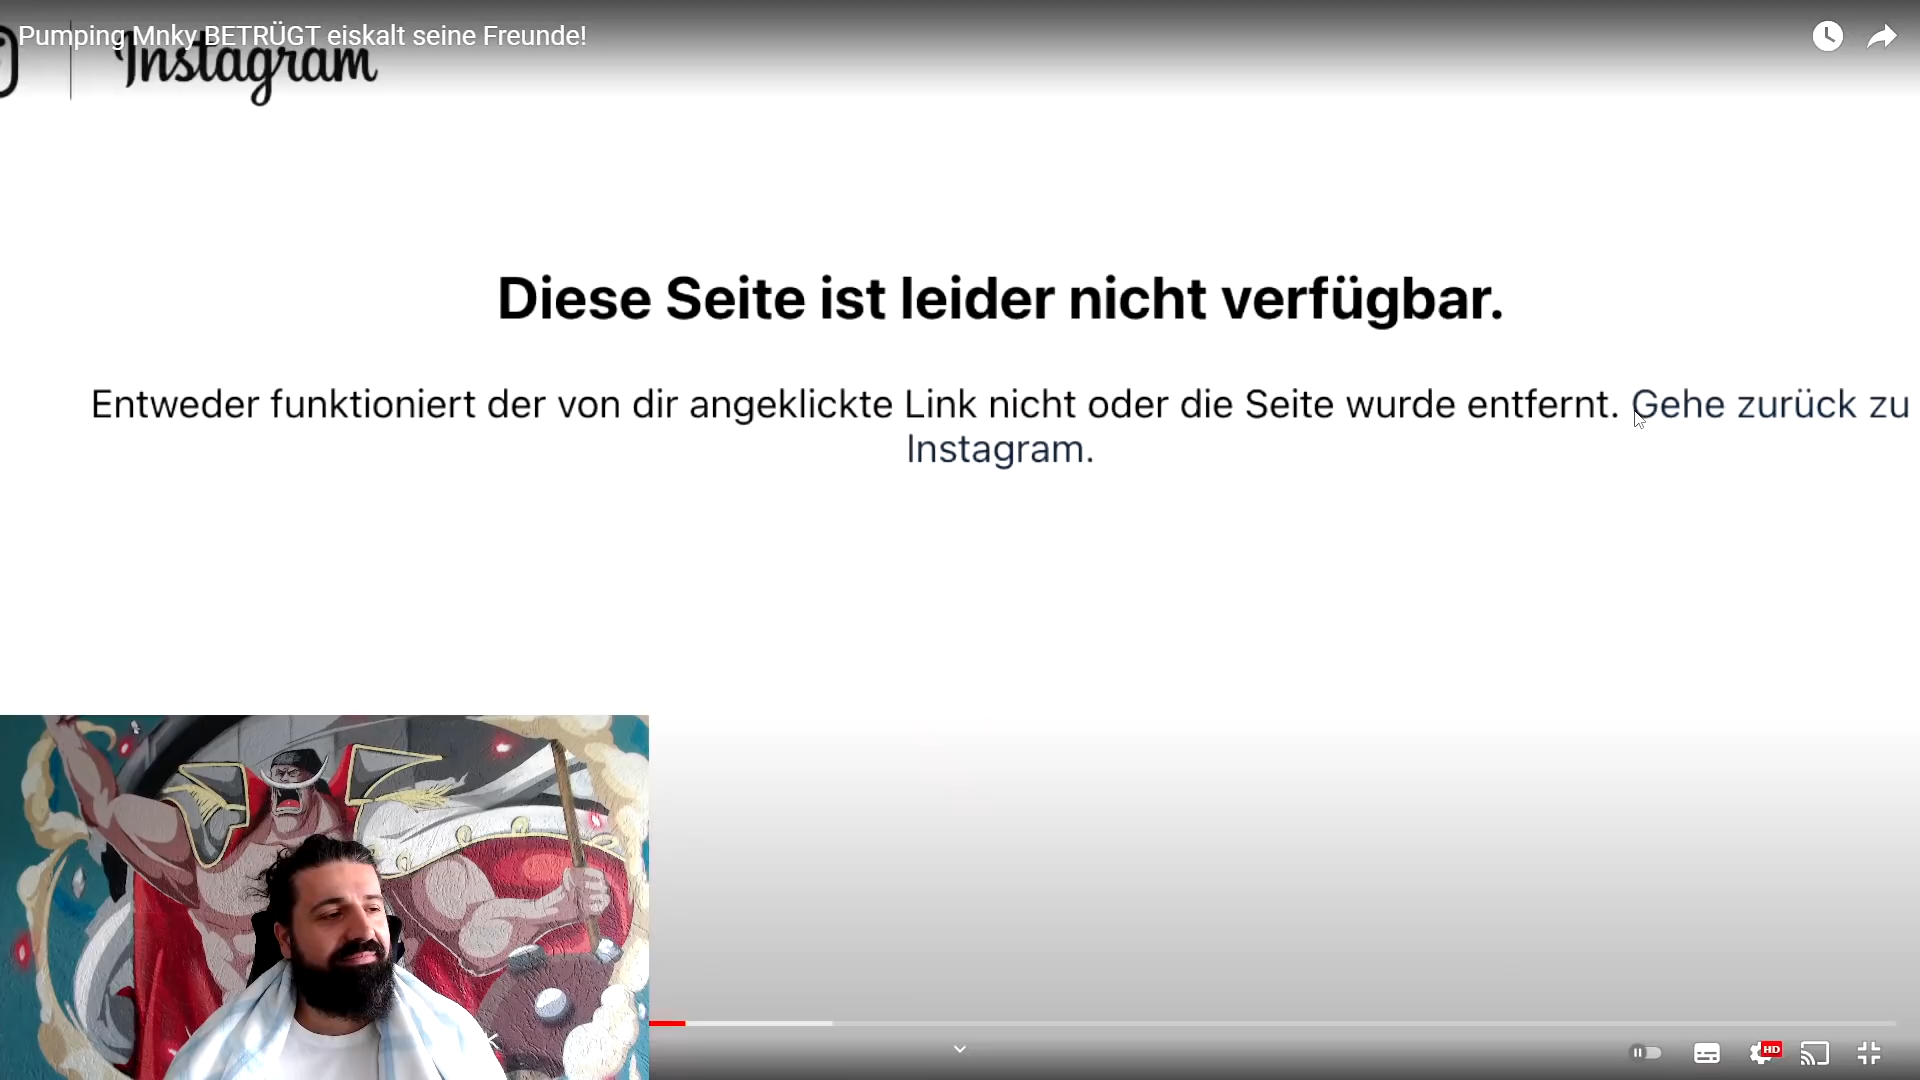 Pumping Mnky BETRÜGT eiskalt seine Freunde!
Instagram
Diese Seite ist leider nicht verfügbar.
Entweder funktioniert der von dir angeklickte Link nicht oder die Seite wurde entfernt. Gehe zurück zu
Instagram.
HD